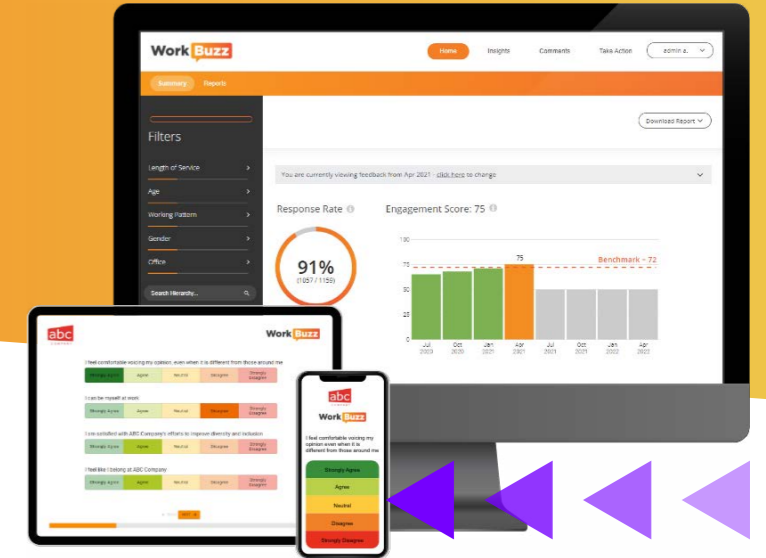 WorkBuzz
Home Insights Comments Take Action admin a.
Summary Reports
Download Report
Filters
Length of Service
Age
Working Pattern
Gender
Office
Search Hierarchy...
You are currently viewing feedback from Apr 2021 - click here to change
Response Rate
91%
(1057 / 1159)
Engagement Score: 75
100
75
50
25
0
75
Benchmark - 72
Jul 2020
Oct 2020
Jan 2021
Apr 2021
Jul 2021
Oct 2021
Jan 2022
Apr 2022
abc
COMPANY
WorkBuzz
I feel comfortable voicing my opinion, even when it is different from those around me
Strongly Agree Agree Neutral Disagree Strongly Disagree
I can be myself at work
Strongly Agree Agree Neutral Disagree Strongly Disagree
I am satisfied with ABC Company's efforts to improve diversity and inclusion
Strongly Agree Agree Neutral Disagree Strongly Disagree
I feel like I belong at ABC Company
Strongly Agree Agree Neutral Disagree Strongly Disagree
abc
WorkBuzz
I feel comfortable voicing my
opinion even when it is
different from those around me
Strongly Agree
Agree
Neutral
Disagree
Strongly Disagree